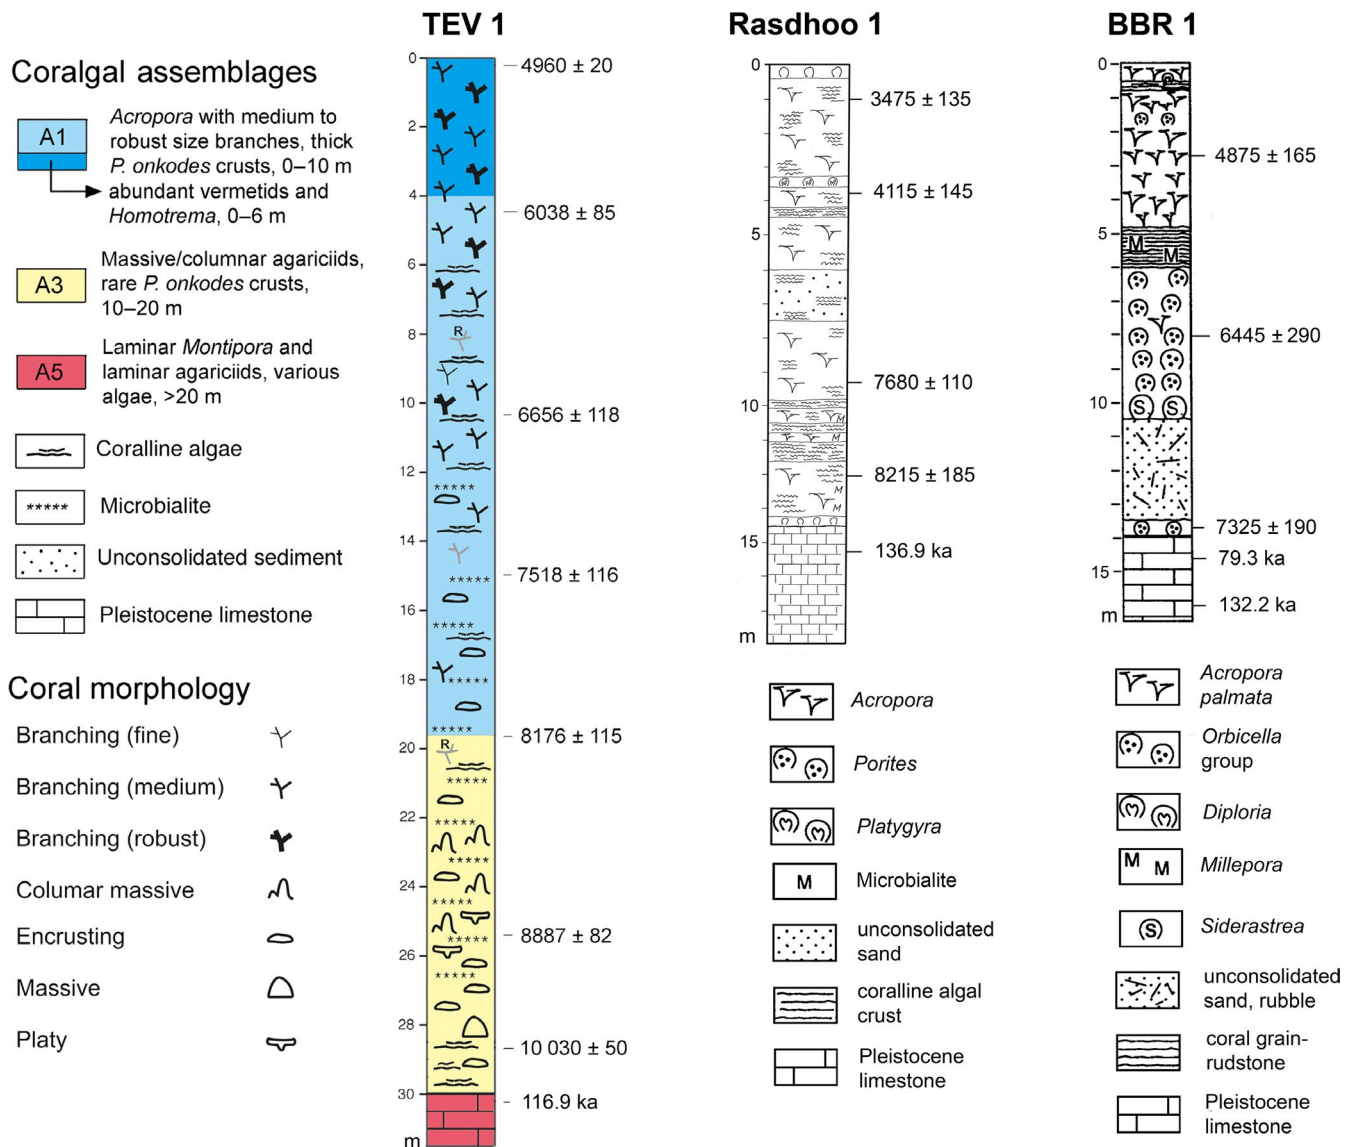 TEV 1
Rasdhoo 1
BBR 1
Coralgal assemblages
A1
Acropora with medium to
robust size branches, thick
P. onkodes crusts, 0–10 m
abundant vermetids and
Homotrema, 0–6 m
A3
Massive/columnar agariciids,
rare P. onkodes crusts,
10–20 m
A5
Laminar Montipora and
laminar agariciids, various
algae, >20 m
Coralline algae
*****
Microbialite
Unconsolidated sediment
Pleistocene limestone
Coral morphology
Branching (fine)
Branching (medium)
Branching (robust)
Columar massive
Encrusting
Massive
Platy
0
2
4
6
8
10
12
14
16
18
20
22
24
26
28
30
m
R
R
4960 ± 20
6038 ± 85
6656 ± 118
7518 ± 116
8176 ± 115
8887 ± 82
10 030 ± 50
116.9 ka
0
5
10
15
m
M
M
M
M
3475 ± 135
4115 ± 145
7680 ± 110
8215 ± 185
136.9 ka
Acropora
Porites
Platygyra
M
Microbialite
unconsolidated
sand
coralline algal
crust
Pleistocene
limestone
0
5
10
15
m
M
M
S
S
4875 ± 165
6445 ± 290
7325 ± 190
79.3 ka
132.2 ka
Acropora
palmata
Orbicella
group
Diploria
M M
Millepora
S
Siderastrea
unconsolidated
sand, rubble
coral grain-
rudstone
Pleistocene
limestone